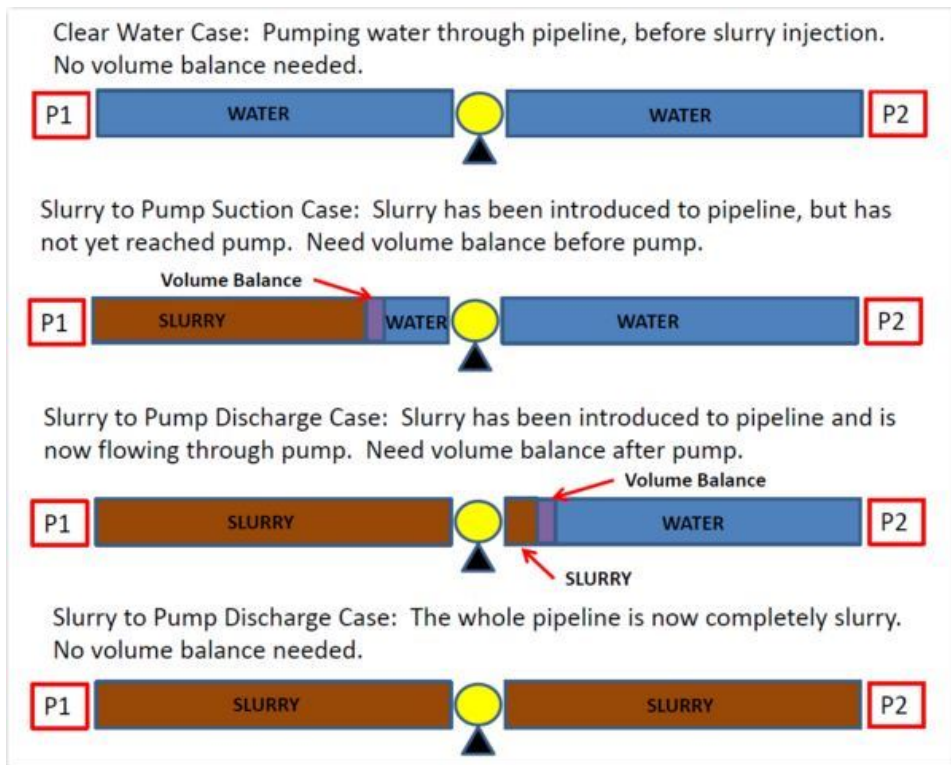 Clear Water Case: Pumping water through pipeline, before slurry injection.
No volume balance needed.
P1 WATER WATER P2
Slurry to Pump Suction Case: Slurry has been introduced to pipeline, but has
not yet reached pump. Need volume balance before pump.
Volume Balance
P1 SLURRY WATER WATER P2
Slurry to Pump Discharge Case: Slurry has been introduced to pipeline and is
now flowing through pump. Need volume balance after pump.
Volume Balance
P1 SLURRY WATER P2
SLURRY
Slurry to Pump Discharge Case: The whole pipeline is now completely slurry.
No volume balance needed.
P1 SLURRY SLURRY P2